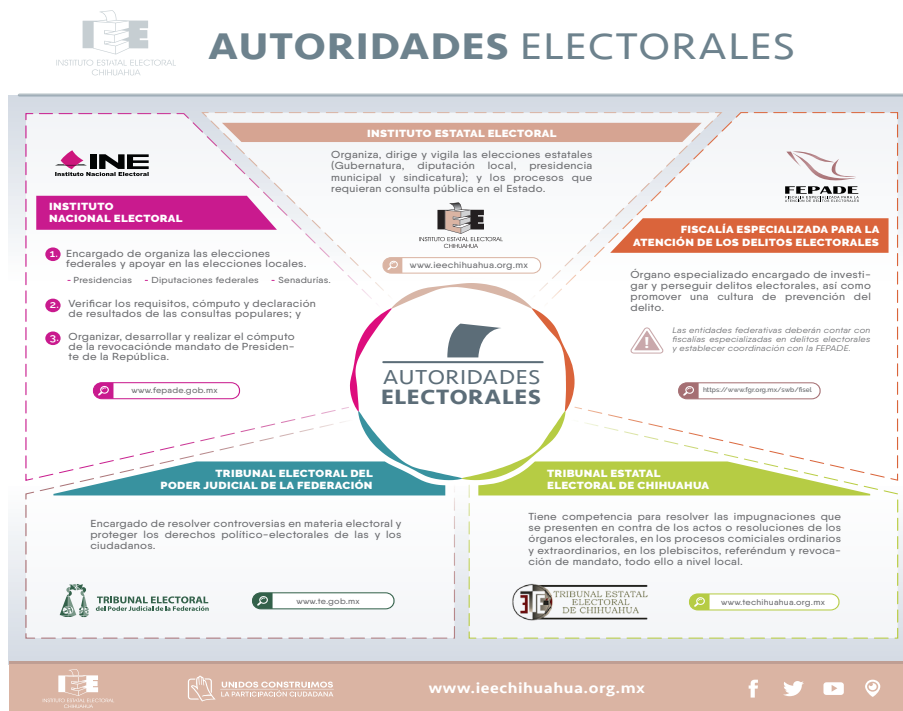 IEE
INSTITUTO ESTATAL ELECTORAL
CHIHUAHUA
AUTORIDADES ELECTORALES
INSTITUTO ESTATAL ELECTORAL
Organiza, dirige y vigila las elecciones estatales
(Gubernatura, diputación local, presidencia
municipal y sindicatura); y los procesos que
requieran consulta pública en el Estado.
IEE
INSTITUTO ESTATAL ELECTORAL
CHIHUAHUA
www.ieechihuahua.org.mx
INE
Instituto Nacional Electoral
INSTITUTO
NACIONAL ELECTORAL
1. Encargado de organiza las elecciones
federales y apoyar en las elecciones locales.
- Presidencias - Diputaciones federales - Senadurías.
2. Verificar los requisitos, cómputo y declaración
de resultados de las consultas populares; y
3. Organizar, desarrollar y realizar el cómputo
de la revocaciónde mandato de Presiden-
te de la República.
www.fepade.gob.mx
FEPADE
FISCALÍA ESPECIALIZADA PARA LA
ATENCIÓN DE DELITOS ELECTORALES
FISCALÍA ESPECIALIZADA PARA LA
ATENCIÓN DE LOS DELITOS ELECTORALES
Órgano especializado encargado de investi-
gar y perseguir delitos electorales, así como
promover una cultura de prevención del
delito.
Las entidades federativas deberán contar con
fiscalías especializadas en delitos electorales
y establecer coordinación con la FEPADE.
https://www.fgr.org.mx/swb/fisel
AUTORIDADES
ELECTORALES
TRIBUNAL ELECTORAL DEL
PODER JUDICIAL DE LA FEDERACIÓN
Encargado de resolver controversias en materia electoral y
proteger los derechos político-electorales de las y los
ciudadanos.
TRIBUNAL ELECTORAL
del Poder Judicial de la Federación
www.te.gob.mx
TRIBUNAL ESTATAL
ELECTORAL DE CHIHUAHUA
Tiene competencia para resolver las impugnaciones que
se presenten en contra de los actos o resoluciones de los
órganos electorales, en los procesos comiciales ordinarios
y extraordinarios, en los plebiscitos, referéndum y revoca-
ción de mandato, todo ello a nivel local.
TRIBUNAL ESTATAL
ELECTORAL
DE CHIHUAHUA
www.techihuahua.org.mx
IEE
INSTITUTO ESTATAL ELECTORAL
CHIHUAHUA
UNIDOS CONSTRUIMOS
LA PARTICIPACIÓN CIUDADANA
www.ieechihuahua.org.mx